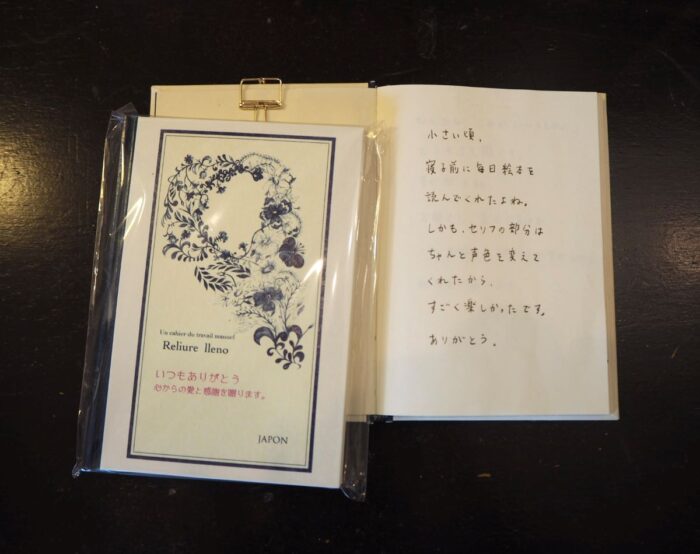 Un cahier du travail manuel
Reliure lleno
いつもありがとう
心からの愛と感謝を贈ります。
JAPON
小さい頃、
寝る前に毎日絵本を
読んでくれたよね。
しかも、セリフの部分は
ちゃんと声色を変えて
くれたから、
すごく楽しかったです。
ありがとう。